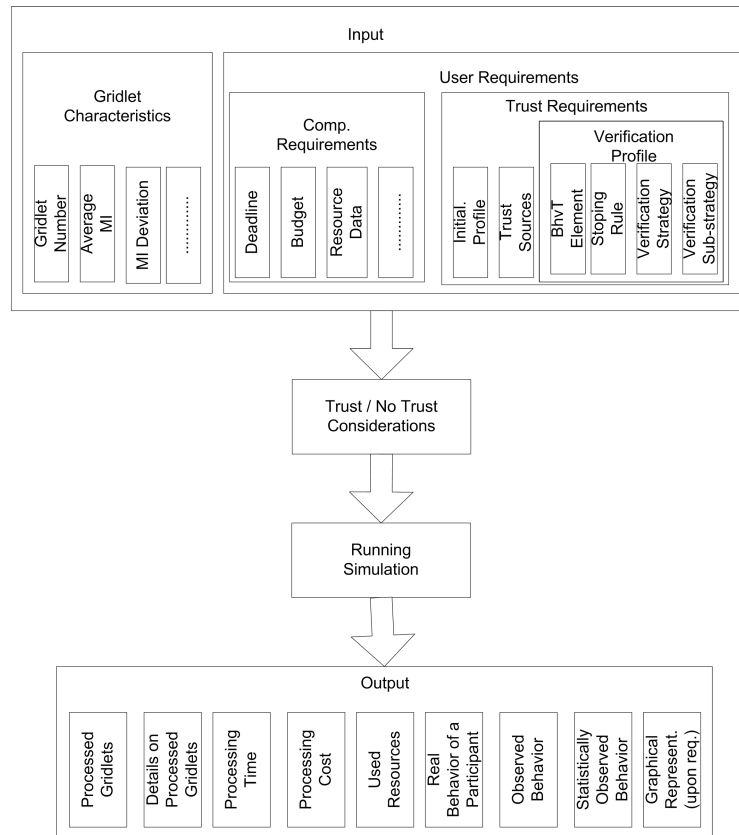 Input
Gridlet
Characteristics
Gridlet
Number
Average
MI
MI Deviation
.............
User Requirements
Comp.
Requirements
Deadline
Budget
Resource
Data
.............
Trust Requirements
Initial.
Profile
Trust
Sources
Verification
Profile
BhvT
Element
Stoping
Rule
Verification
Strategy
Verification
Sub-strategy
Trust / No Trust
Considerations
Running
Simulation
Output
Processed
Gridlets
Details on
Processed
Gridlets
Processing
Time
Processing
Cost
Used
Resources
Real
Behavior of a
Participant
Observed
Behavior
Statistically
Observed
Behavior
Graphical
Represent.
(upon req.)